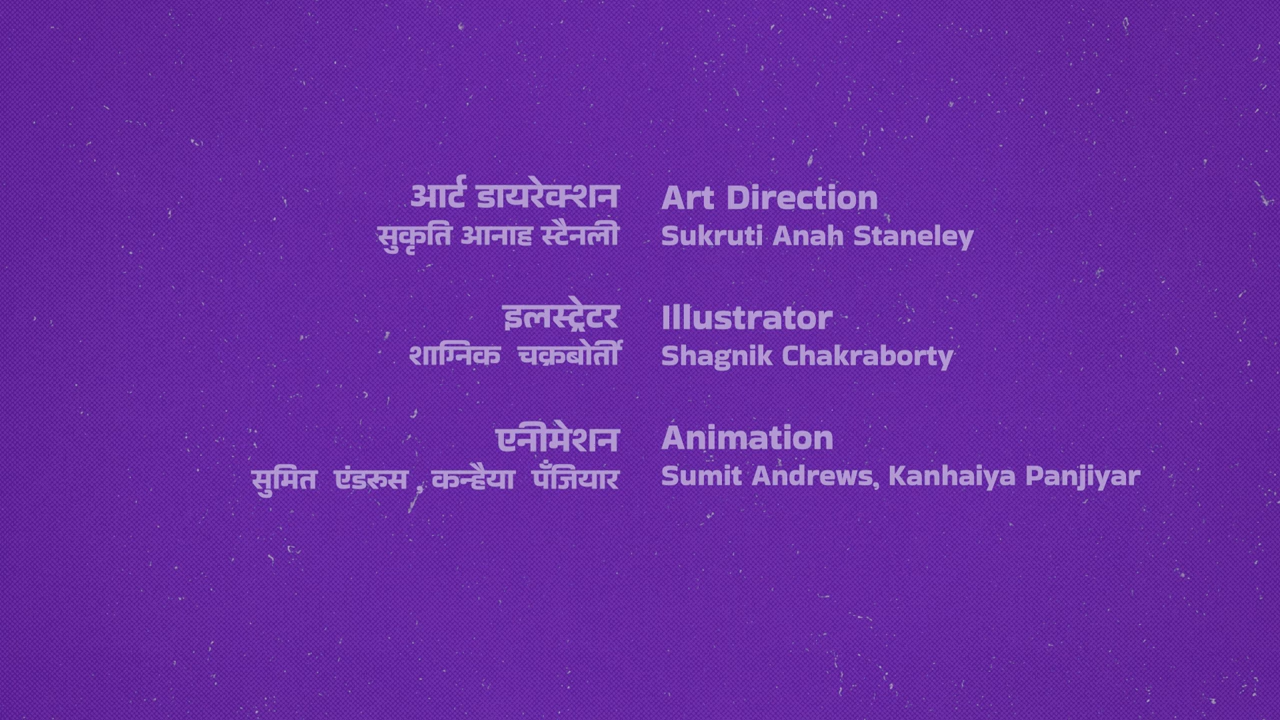 आर्ट डायरेक्शन Art Direction
सुकृति आनाह स्टैनली Sukruti Anah Staneley
इलस्ट्रेटर Illustrator
शाग्निक चक्रबोर्ती Shagnik Chakraborty
एनीमेशन Animation
सुमित एंडरुस , कन्हैया पँजियार Sumit Andrews, Kanhaiya Panjiyar